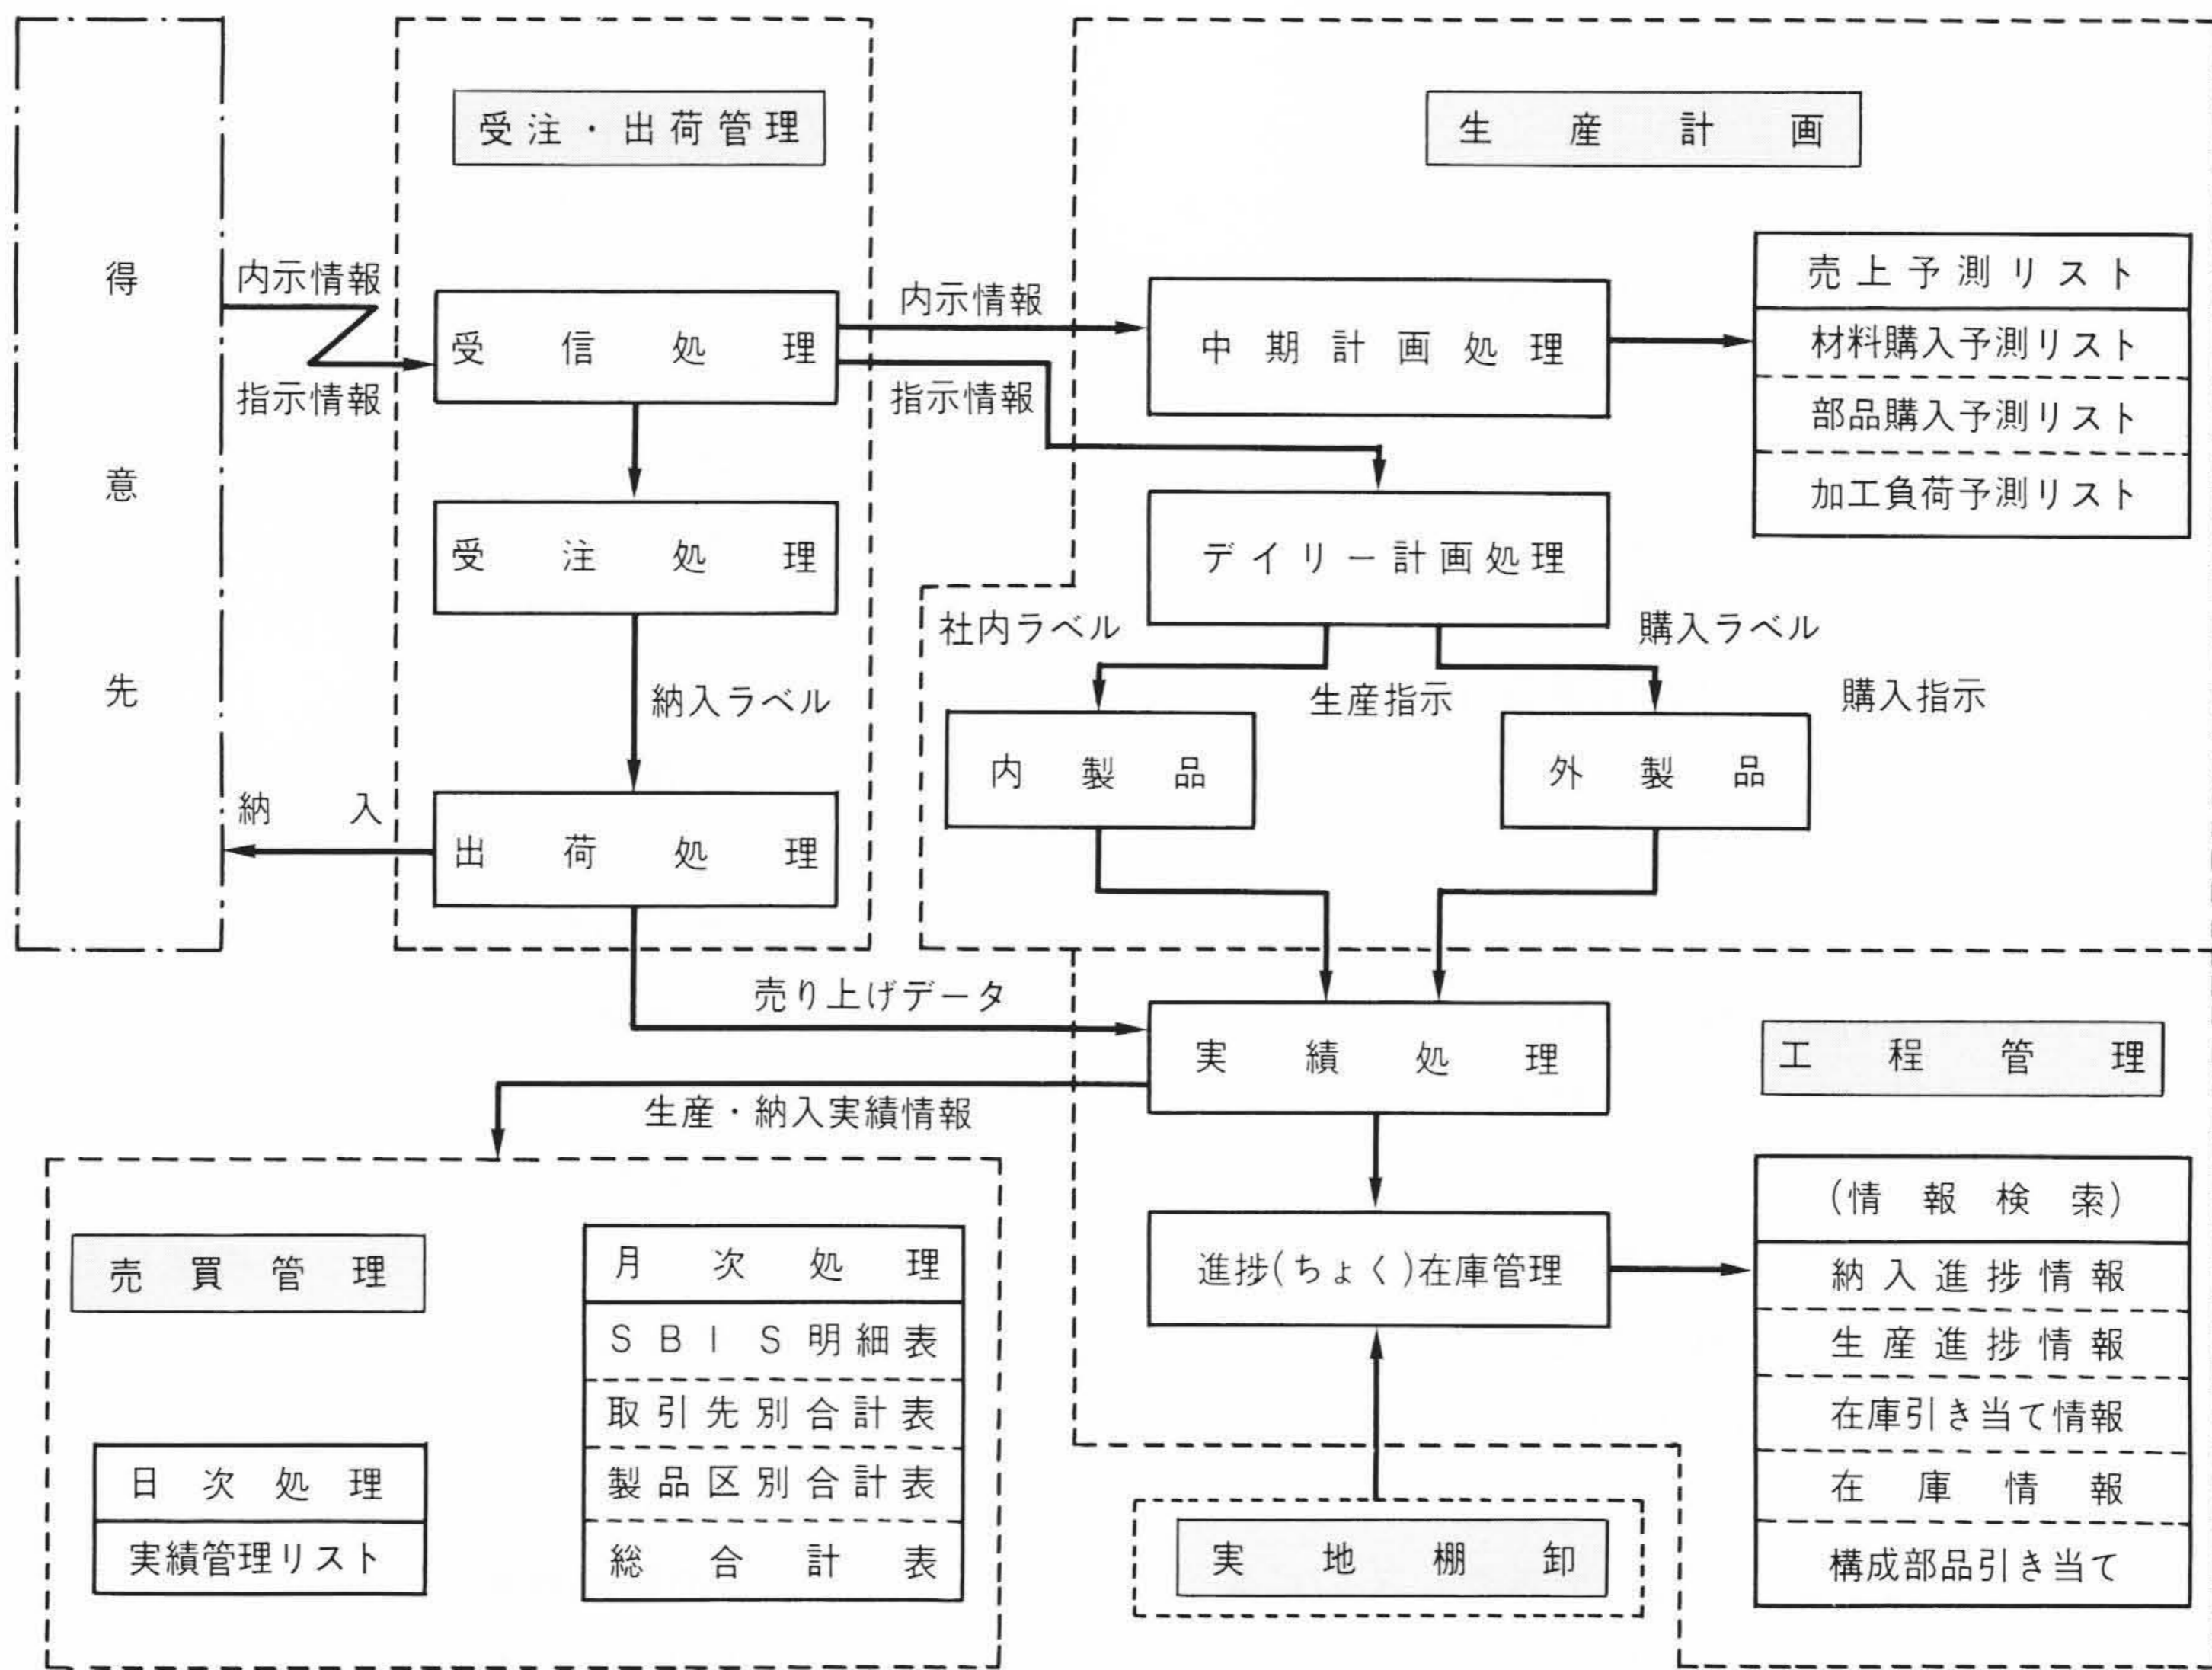 得意先
受注・出荷管理
生産計画
内示情報
指示情報
受信処理
内示情報
指示情報
中期計画処理
売上予測リスト
材料購入予測リスト
部品購入予測リスト
加工負荷予測リスト
受注処理
デイリー計画処理
納入ラベル
社内ラベル
生産指示
購入ラベル
購入指示
内製品
外製品
納入
出荷処理
売り上げデータ
実績処理
工程管理
生産・納入実績情報
進捗(ちょく)在庫管理
(情報検索)
納入進捗情報
生産進捗情報
在庫引き当て情報
在庫情報
構成部品引き当て
実地棚卸
売買管理
日次処理
実績管理リスト
月次処理
SBIS明細表
取引先別合計表
製品区別合計表
総合計表